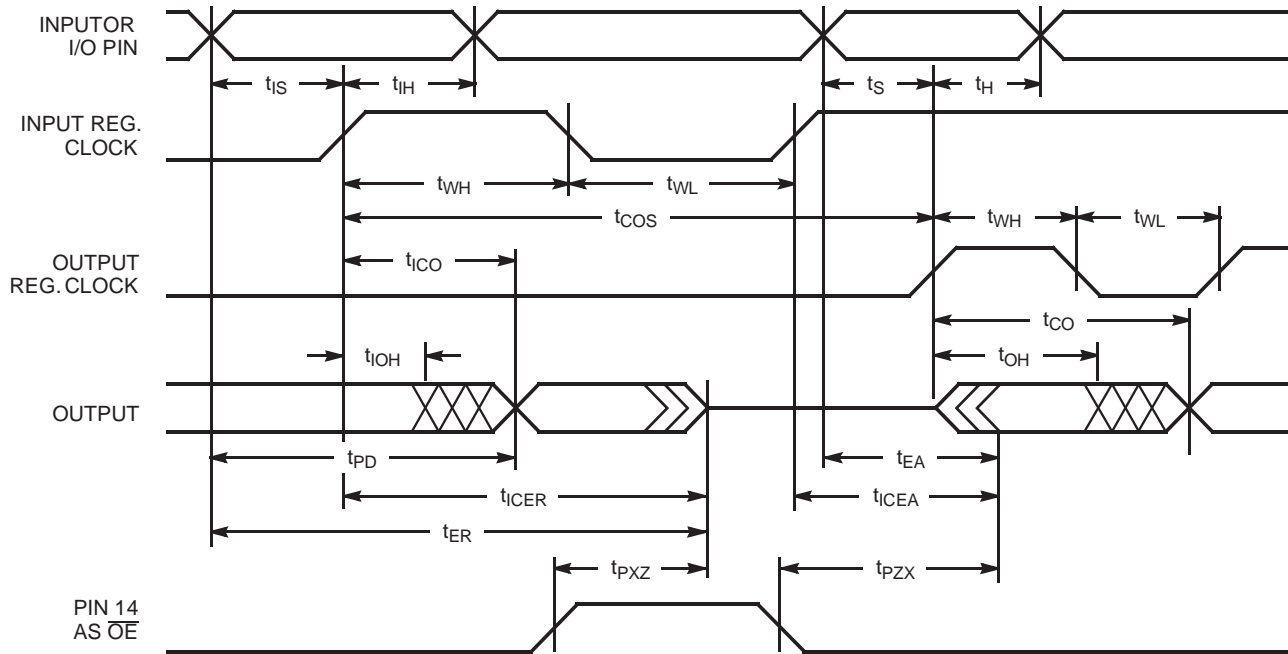 INPUTOR
I/O PIN
tIS
tIH
tS
tH
INPUT REG.
CLOCK
tWH
tWL
tCOS
tWH
tWL
OUTPUT
REG. CLOCK
tICO
tCO
tIOH
tOH
OUTPUT
tPD
tEA
tICER
tICEA
tER
tPXZ
tPZX
PIN 14
AS O̅E̅